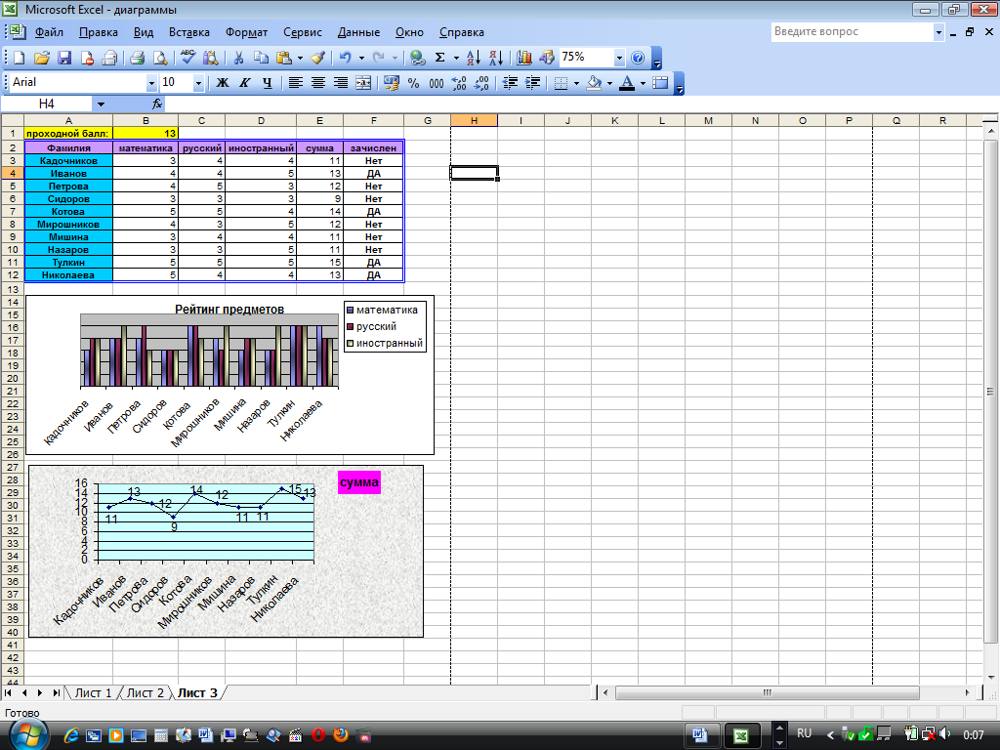 Microsoft Excel - диаграммы
Файл Правка Вид Вставка Формат Сервис Данные Окно Справка Введите вопрос
75%
Arial 10 Ж К Ч % 000
H4 fx
A B C D E F G H I J K L M N O P Q R
1 проходной балл: 13
2 Фамилия математика русский иностранный сумма зачислен
3 Кадочников 3 4 4 11 Нет
4 Иванов 4 4 5 13 ДА
5 Петрова 4 5 3 12 Нет
6 Сидоров 3 3 3 9 Нет
7 Котова 5 5 4 14 ДА
8 Мирошников 4 3 5 12 Нет
9 Мишина 3 4 4 11 Нет
10 Назаров 3 3 5 11 Нет
11 Тулкин 5 5 5 15 ДА
12 Николаева 5 4 4 13 ДА
13
14
15
16
17
18
19
20
21
22
23
24
25
26
27
28
29
30
31
32
33
34
35
36
37
38
39
40
41
42
43
44
Рейтинг предметов
математика
русский
иностранный
Кадочников Иванов Петрова Сидоров Котова Мирошников Мишина Назаров Тулкин Николаева
сумма
16
14
12
10
8
6
4
2
0
11 13 12 9 14 12 11 11 15 13
Кадочников Иванов Петрова Сидоров Котова Мирошников Мишина Назаров Тулкин Николаева
Лист 1 Лист 2 Лист 3
Готово
RU 0:07